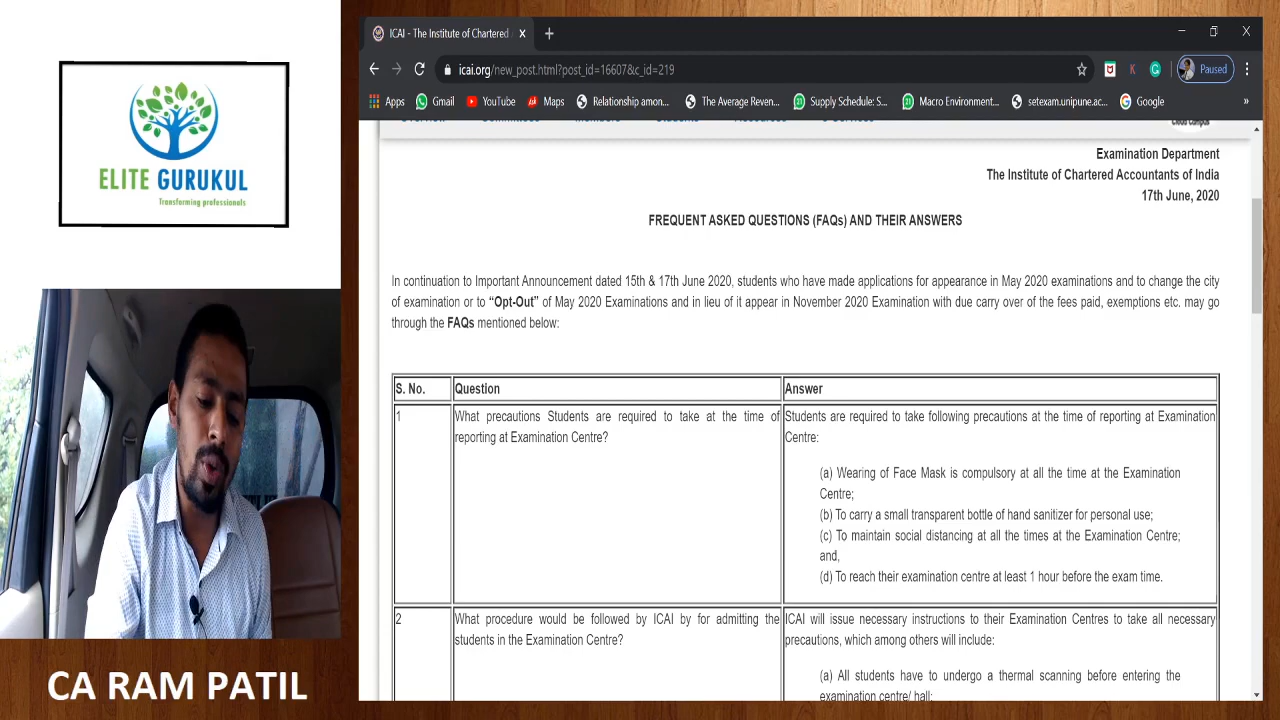 ELITE GURUKUL
Transforming professionals
CA RAM PATIL
ICAI - The Institute of Chartered
icai.org/new_post.html?post_id=16607&c_id=219
Paused
Apps
Gmail
YouTube
Maps
Relationship amon...
The Average Reven...
Supply Schedule: S...
Macro Environment...
setexam.unipune.ac...
Google
»
Examination Department
The Institute of Chartered Accountants of India
17th June, 2020
FREQUENT ASKED QUESTIONS (FAQs) AND THEIR ANSWERS
In continuation to Important Announcement dated 15th & 17th June 2020, students who have made applications for appearance in May 2020 examinations and to change the city
of examination or to “Opt-Out” of May 2020 Examinations and in lieu of it appear in November 2020 Examination with due carry over of the fees paid, exemptions etc. may go
through the FAQs mentioned below:
S. No. Question Answer
1
What precautions Students are required to take at the time of
reporting at Examination Centre?
Students are required to take following precautions at the time of reporting at Examination
Centre:
(a) Wearing of Face Mask is compulsory at all the time at the Examination
Centre;
(b) To carry a small transparent bottle of hand sanitizer for personal use;
(c) To maintain social distancing at all the times at the Examination Centre;
and,
(d) To reach their examination centre at least 1 hour before the exam time.
2
What procedure would be followed by ICAI by for admitting the
students in the Examination Centre?
ICAI will issue necessary instructions to their Examination Centres to take all necessary
precautions, which among others will include:
(a) All students have to undergo a thermal scanning before entering the
examination centre/ hall;